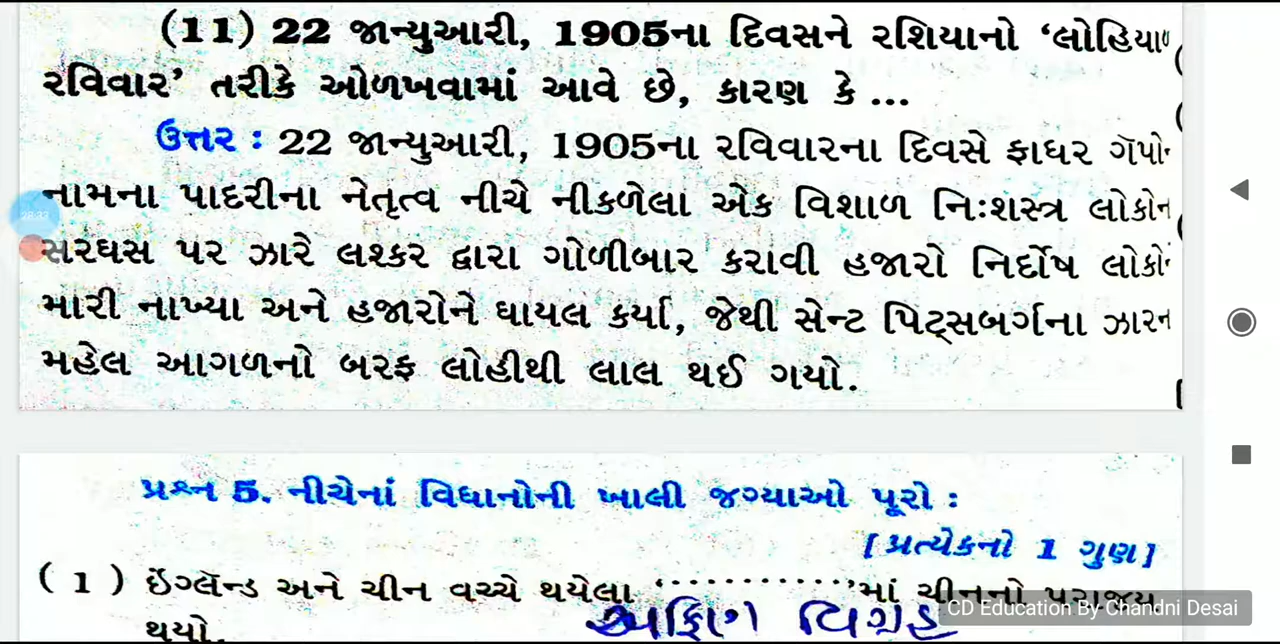 (11) 22 જાન્યુઆરી, 1905ના દિવસને રશિયાનો ‘લોહિયાળ
રવિવાર’ તરીકે ઓળખવામાં આવે છે, કારણ કે ...
ઉત્તર : 22 જાન્યુઆરી, 1905ના રવિવારના દિવસે ફાધર ગૅપો
નામના પાદરીના નેતૃત્વ નીચે નીકળેલા એક વિશાળ નિઃશસ્ત્ર લોકોન
સરઘસ પર ઝારે લશ્કર દ્વારા ગોળીબાર કરાવી હજારો નિર્દોષ લોકો
મારી નાખ્યા અને હજારોને ઘાયલ કર્યા, જેથી સેન્ટ પિટ્સબર્ગના ઝારન
મહેલ આગળનો બરફ લોહીથી લાલ થઈ ગયો.
પ્રશ્ન 5. નીચેનાં વિધાનોની ખાલી જગ્યાઓ પૂરો :
[પ્રત્યેકનો 1 ગુણ]
( 1 ) ઇંગ્લૅન્ડ અને ચીન વચ્ચે થયેલા ‘...........’માં ચીનનો પરાજય
થયો.
અફિણ વિગ્રહ
CD Education By Chandni Desai